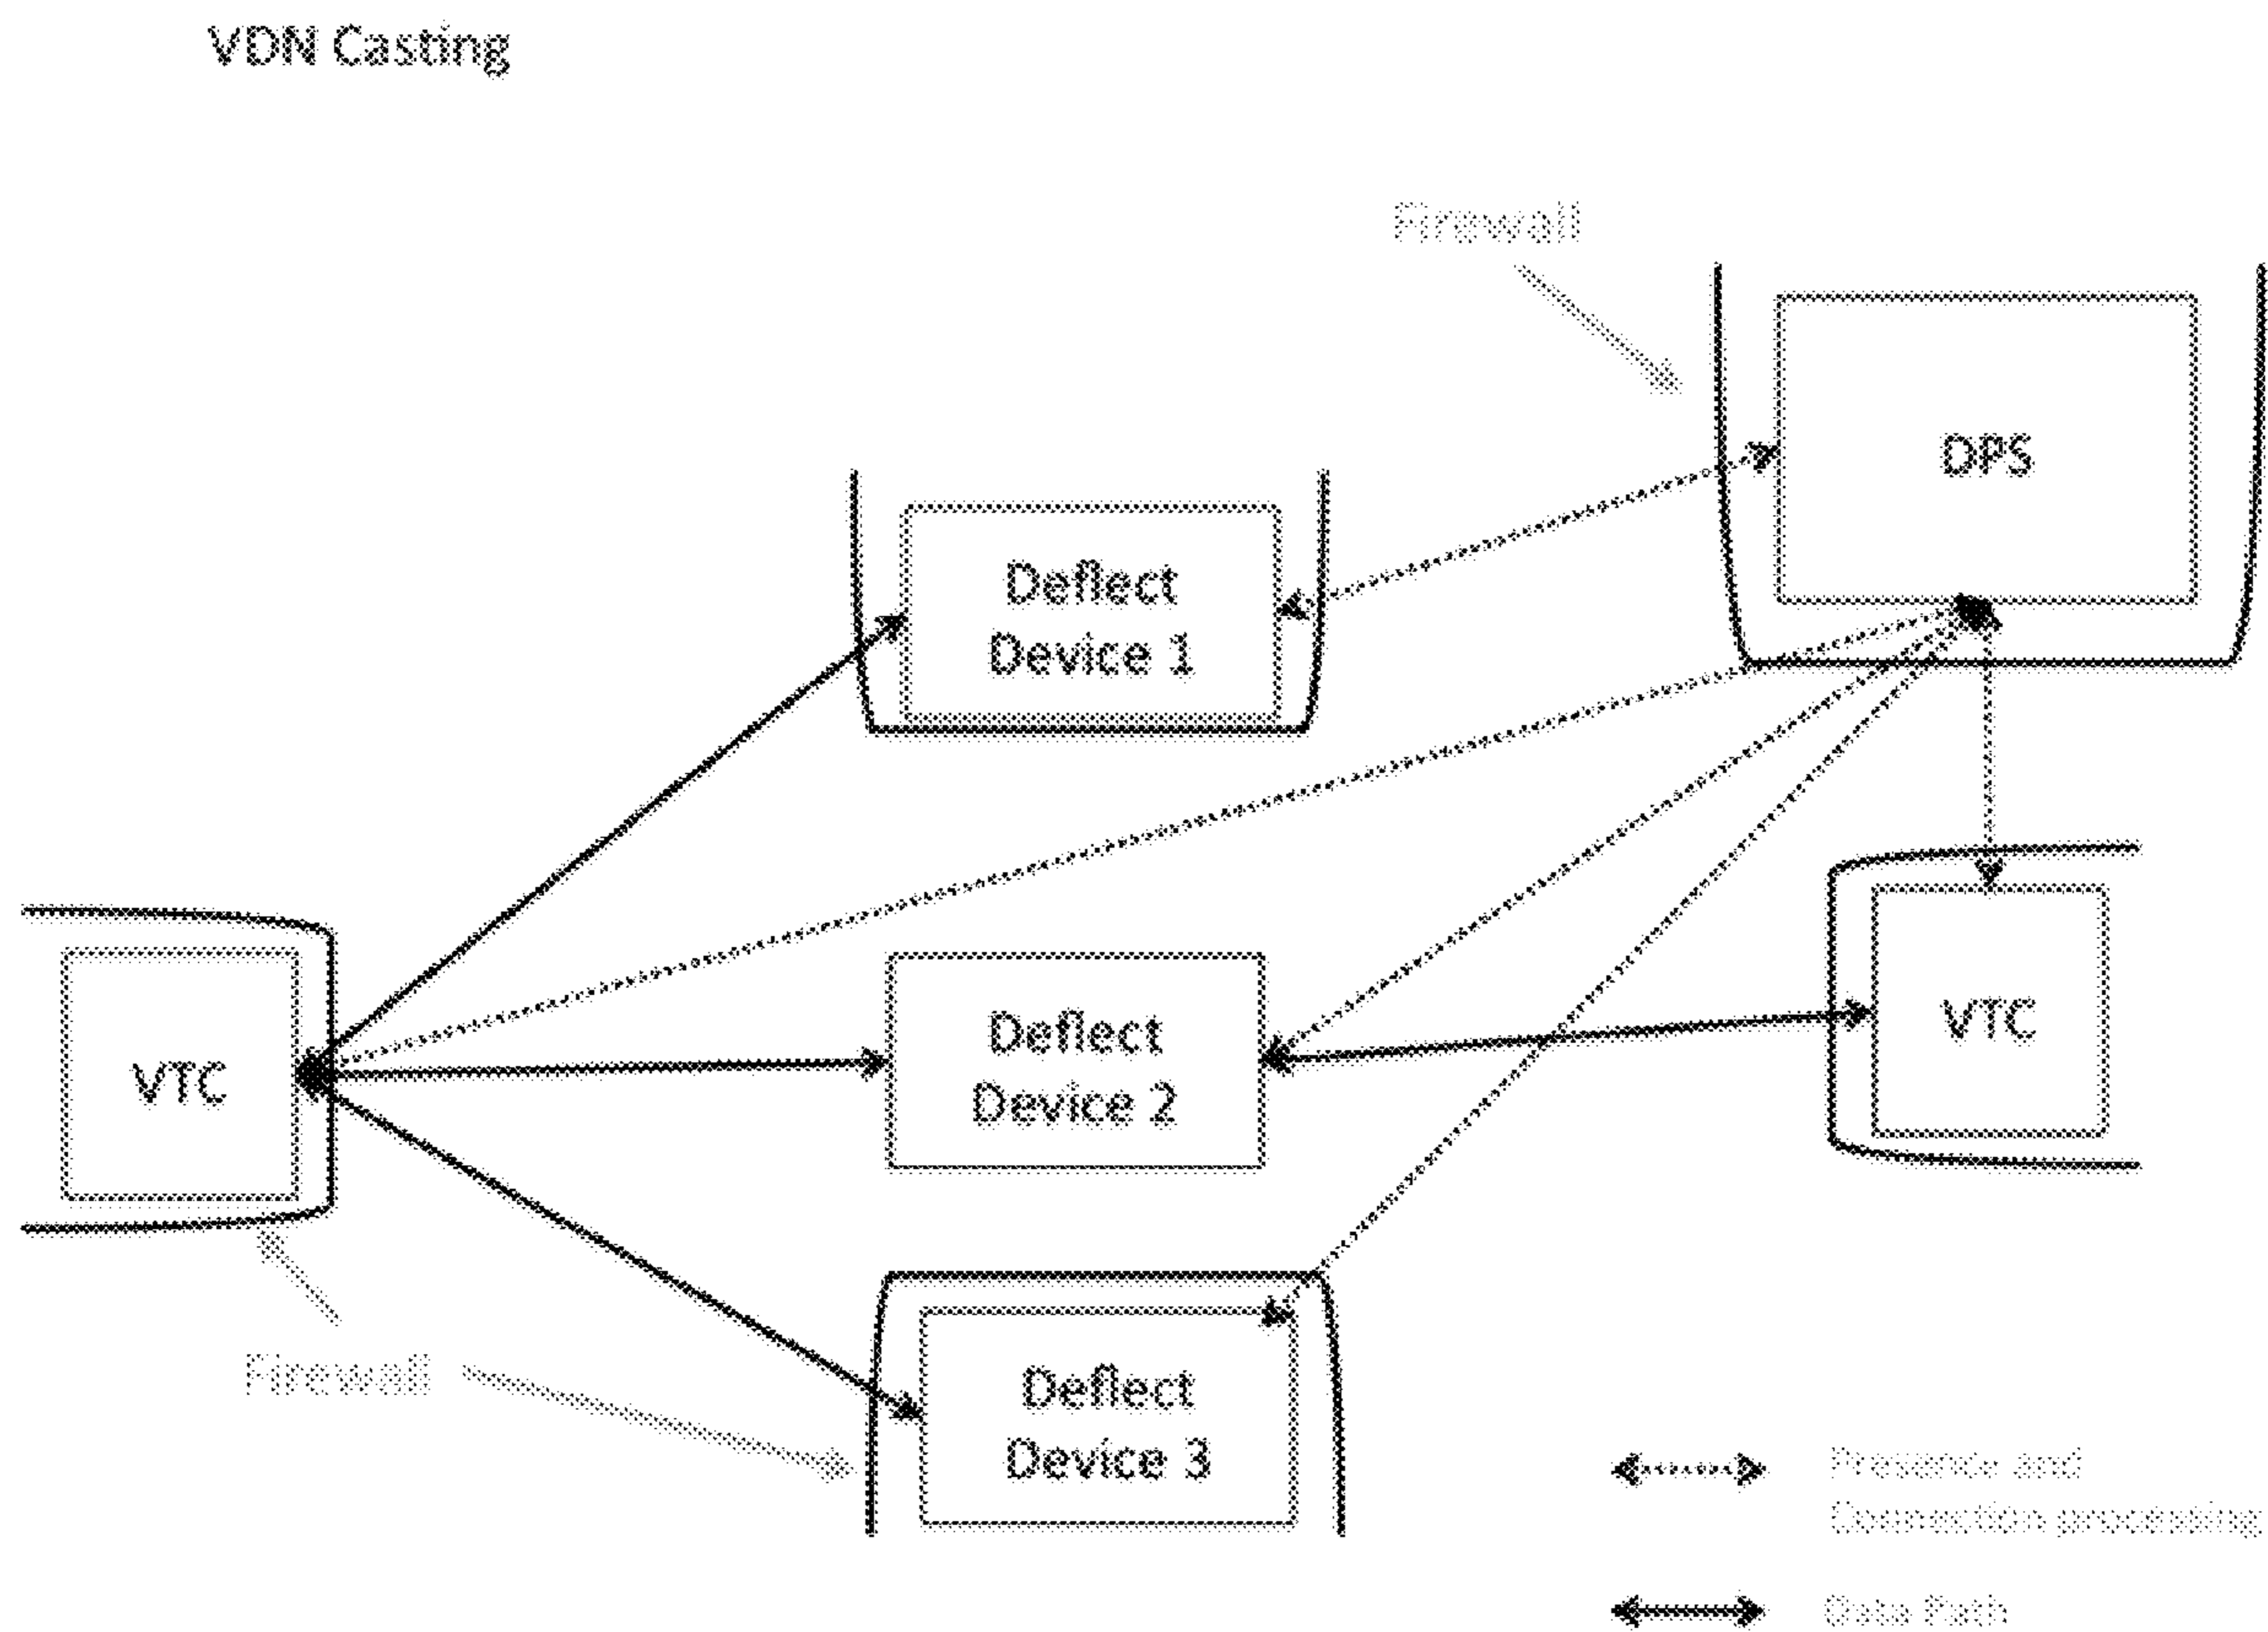 VDN Casting
Firewall
DPS
Deflect
Device 1
VTC
Deflect
Device 2
VTC
Firewall
Deflect
Device 3
Presence and
Connection processing
Data Path